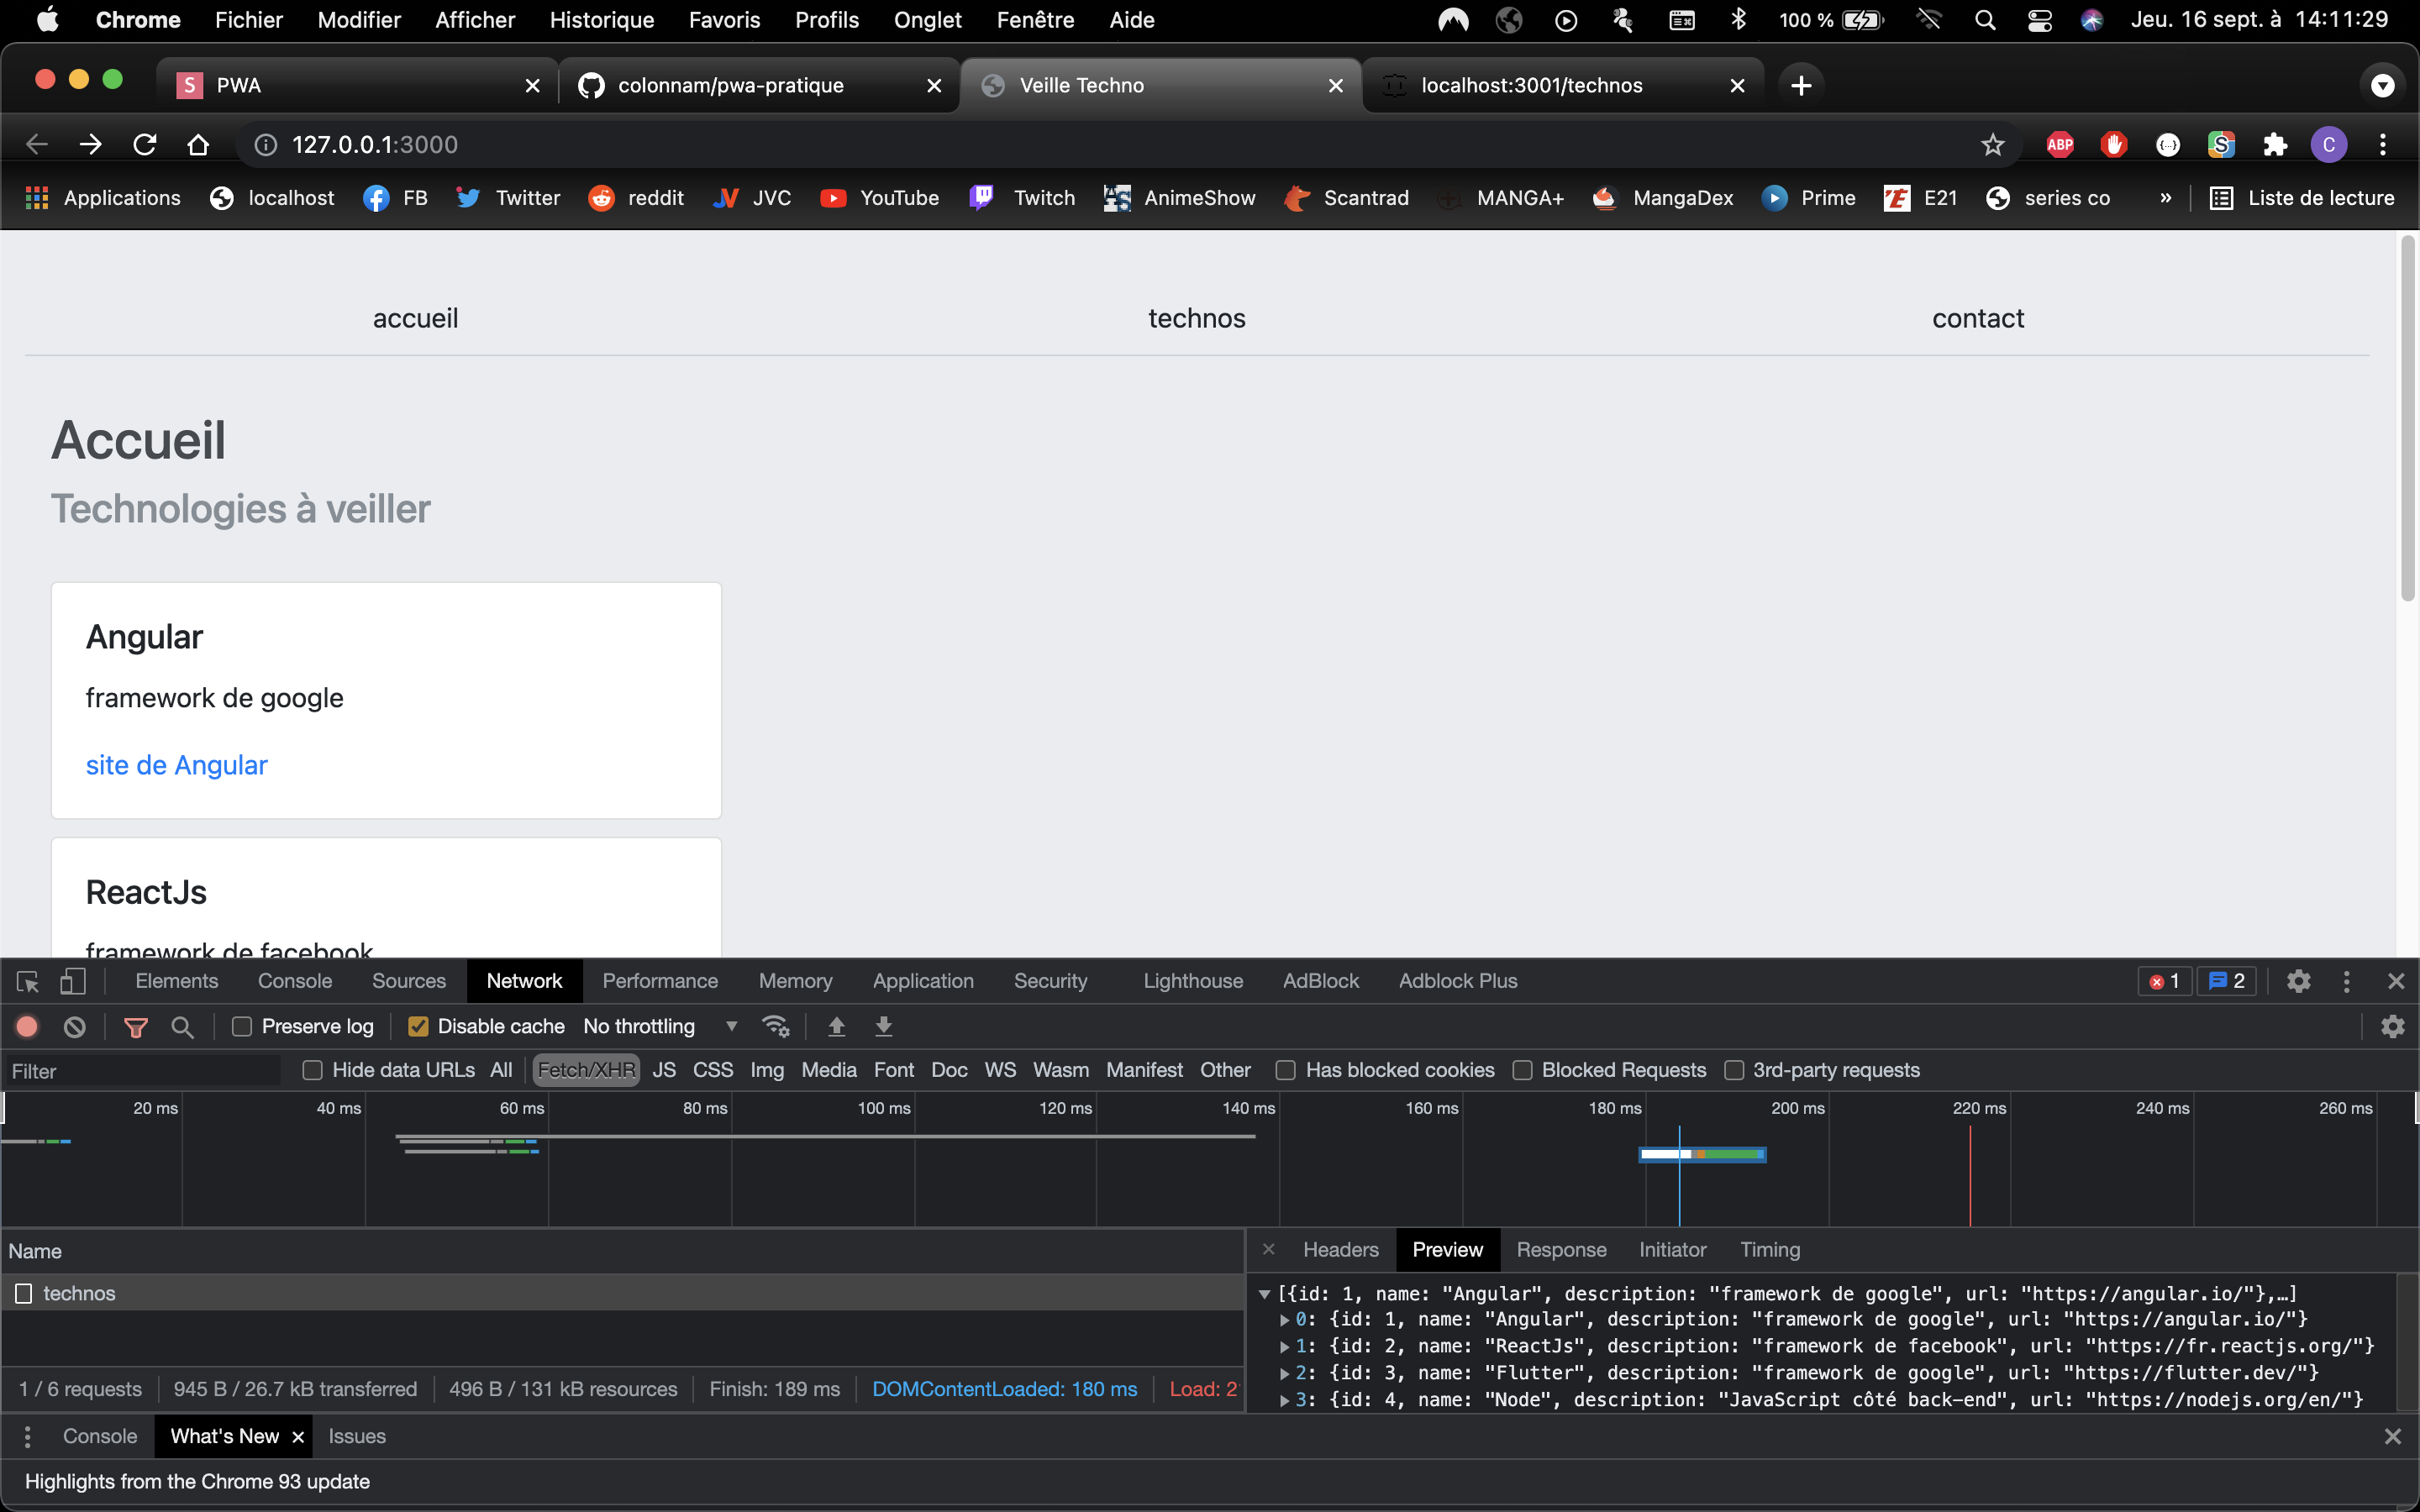 Chrome Fichier Modifier Afficher Historique Favoris Profils Onglet Fenêtre Aide 100 % Jeu. 16 sept. à 14:11:29
S PWA colonnam/pwa-pratique Veille Techno localhost:3001/technos
127.0.0.1:3000 ABP C
Applications localhost FB Twitter reddit JVC YouTube Twitch AnimeShow Scantrad MANGA+ MangaDex Prime E21 series co » Liste de lecture
accueil technos contact
Accueil
Technologies à veiller
Angular
framework de google
site de Angular
ReactJs
framework de facebook
Elements Console Sources Network Performance Memory Application Security Lighthouse AdBlock Adblock Plus 1 2
Preserve log Disable cache No throttling
Filter Hide data URLs All Fetch/XHR JS CSS Img Media Font Doc WS Wasm Manifest Other Has blocked cookies Blocked Requests 3rd-party requests
20 ms 40 ms 60 ms 80 ms 100 ms 120 ms 140 ms 160 ms 180 ms 200 ms 220 ms 240 ms 260 ms
Name
technos
1 / 6 requests 945 B / 26.7 kB transferred 496 B / 131 kB resources Finish: 189 ms DOMContentLoaded: 180 ms Load: 2
Headers Preview Response Initiator Timing
[{id: 1, name: "Angular", description: "framework de google", url: "https://angular.io/"},…]
0: {id: 1, name: "Angular", description: "framework de google", url: "https://angular.io/"}
1: {id: 2, name: "ReactJs", description: "framework de facebook", url: "https://fr.reactjs.org/"}
2: {id: 3, name: "Flutter", description: "framework de google", url: "https://flutter.dev/"}
3: {id: 4, name: "Node", description: "JavaScript côté back-end", url: "https://nodejs.org/en/"}
Console What's New Issues
Highlights from the Chrome 93 update